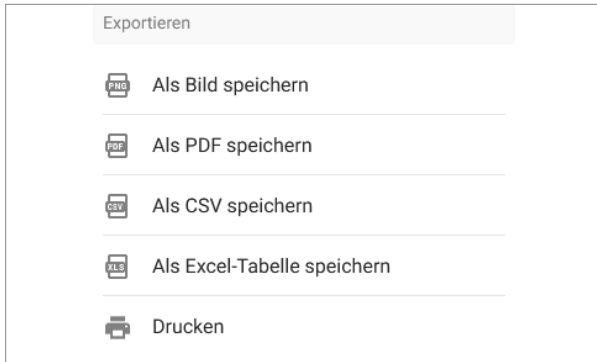 Exportieren
PNG Als Bild speichern
PDF Als PDF speichern
CSV Als CSV speichern
XLS Als Excel-Tabelle speichern
Drucken